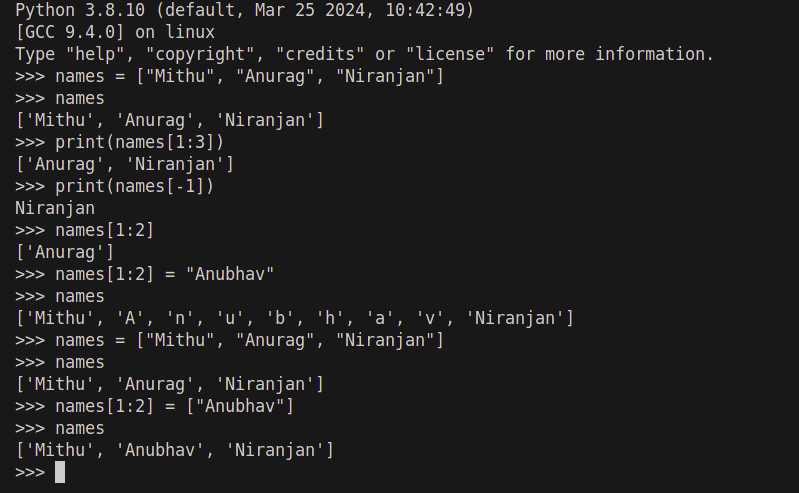 Python 3.8.10 (default, Mar 25 2024, 10:42:49)
[GCC 9.4.0] on linux
Type "help", "copyright", "credits" or "license" for more information.
>>> names = ["Mithu", "Anurag", "Niranjan"]
>>> names
['Mithu', 'Anurag', 'Niranjan']
>>> print(names[1:3])
['Anurag', 'Niranjan']
>>> print(names[-1])
Niranjan
>>> names[1:2]
['Anurag']
>>> names[1:2] = "Anubhav"
>>> names
['Mithu', 'A', 'n', 'u', 'b', 'h', 'a', 'v', 'Niranjan']
>>> names = ["Mithu", "Anurag", "Niranjan"]
>>> names
['Mithu', 'Anurag', 'Niranjan']
>>> names[1:2] = ["Anubhav"]
>>> names
['Mithu', 'Anubhav', 'Niranjan']
>>>